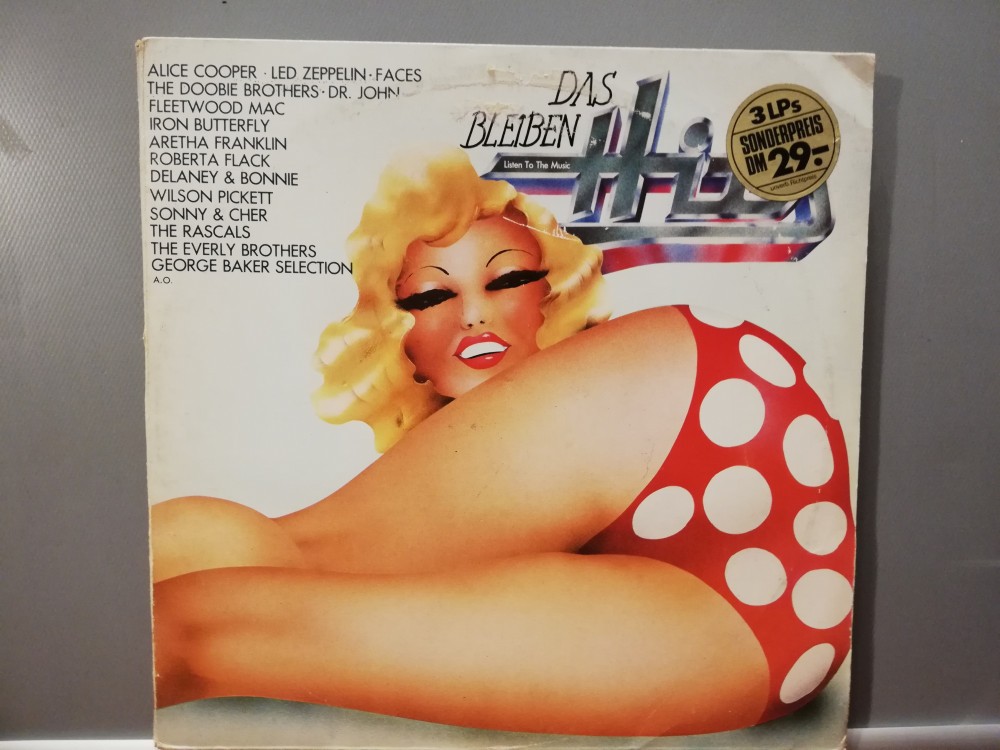 ALICE COOPER · LED ZEPPELIN · FACES
THE DOOBIE BROTHERS · DR. JOHN
FLEETWOOD MAC
IRON BUTTERFLY
ARETHA FRANKLIN
ROBERTA FLACK
DELANEY & BONNIE
WILSON PICKETT
SONNY & CHER
THE RASCALS
THE EVERLY BROTHERS
GEORGE BAKER SELECTION
A.O.
DAS
BLEIBEN
Listen To The Music
Hits
3 LPs
SONDERPREIS
DM 29.-
unverb. Richtpreis